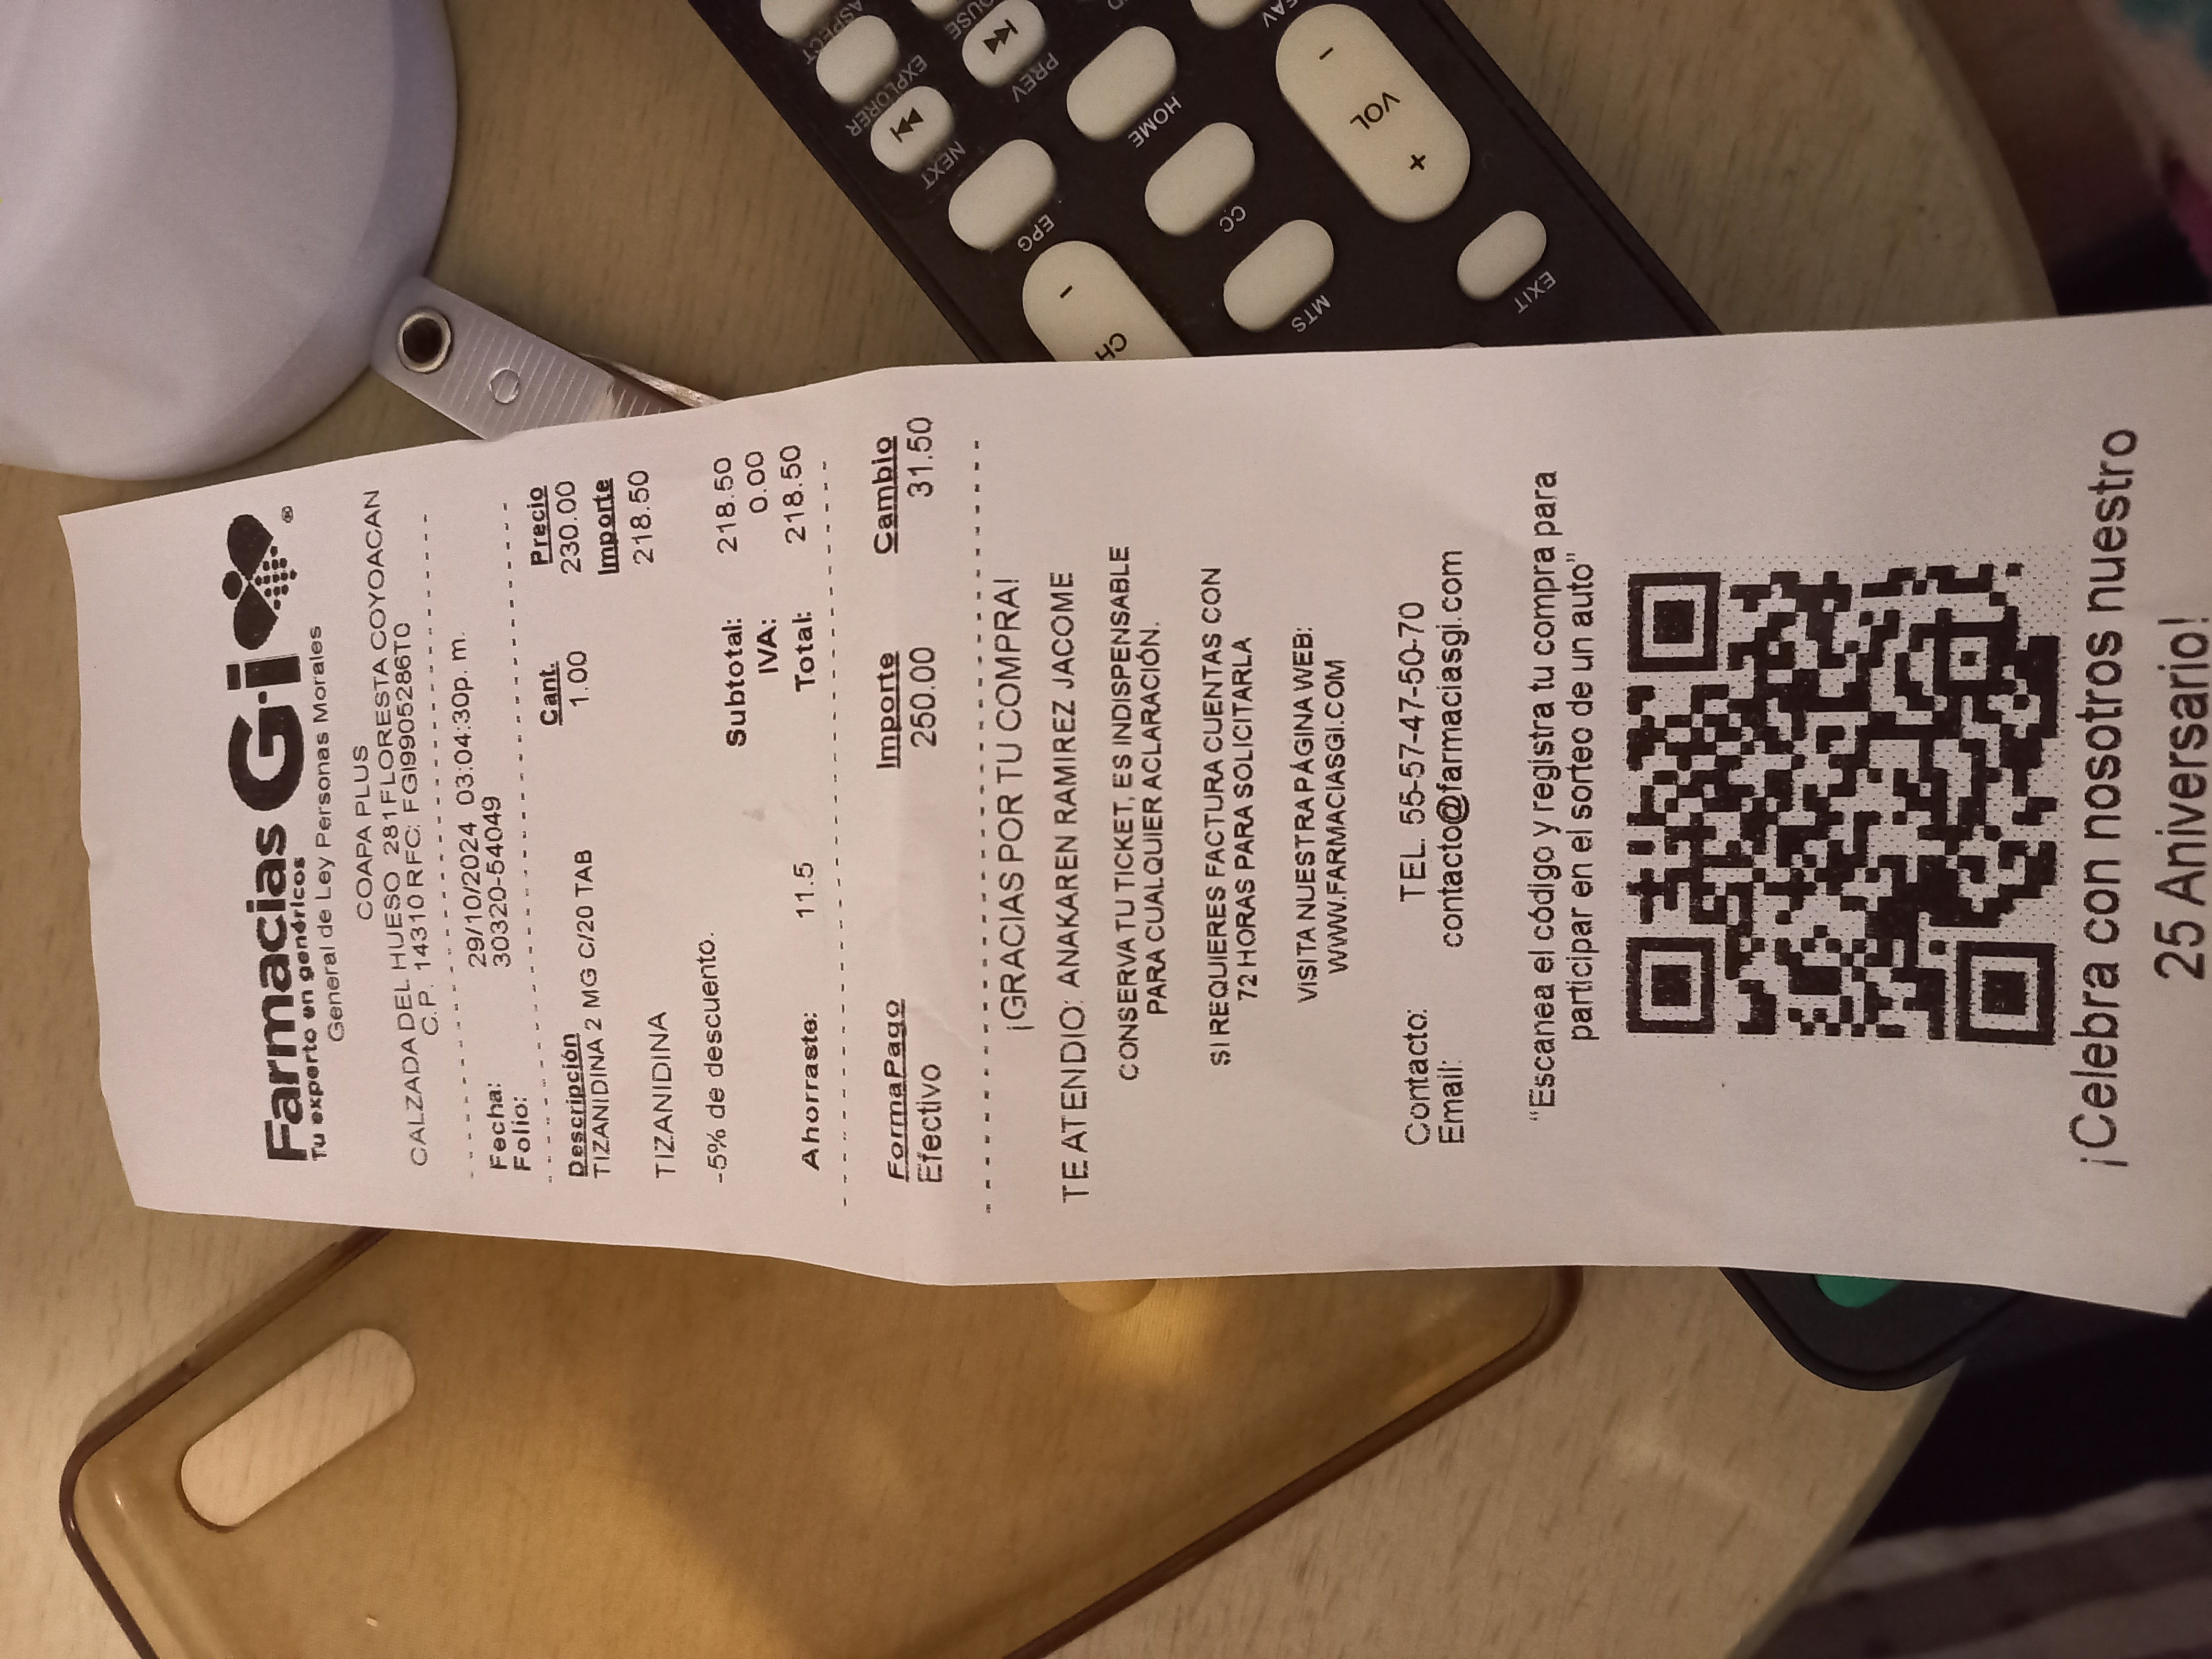 Farmacias G·i ®
Tu experto en genéricos
General de Ley Personas Morales
COAPA PLUS
CALZADA DEL HUESO 281 FLORESTA COYOACAN
C.P. 14310 RFC: FGI9905286T0
Fecha: 29/10/2024 03:04:30p. m.
Folio: 30320-54049
Descripción Cant Precio
TIZANIDINA 2 MG C/20 TAB 1.00 230.00
Importe
TIZANIDINA 218.50
-5% de descuento.
Subtotal: 218.50
IVA: 0.00
Ahorraste: 11.5 Total: 218.50
FormaPago Importe Cambio
Efectivo 250.00 31.50
¡GRACIAS POR TU COMPRA!
TE ATENDIO: ANAKAREN RAMIREZ JACOME
CONSERVA TU TICKET, ES INDISPENSABLE
PARA CUALQUIER ACLARACIÓN.
SI REQUIERES FACTURA CUENTAS CON
72 HORAS PARA SOLICITARLA
VISITA NUESTRA PÁGINA WEB:
WWW.FARMACIASGI.COM
Contacto: TEL. 55-57-47-50-70
Email: contacto@farmaciasgi.com
"Escanea el código y registra tu compra para
participar en el sorteo de un auto"
¡Celebra con nosotros nuestro
25 Aniversario!
ASPECT
EXPLORER
PREV
NEXT
HOME
FAV
EPG
CC
- VOL +
MTS
EXIT
- CH